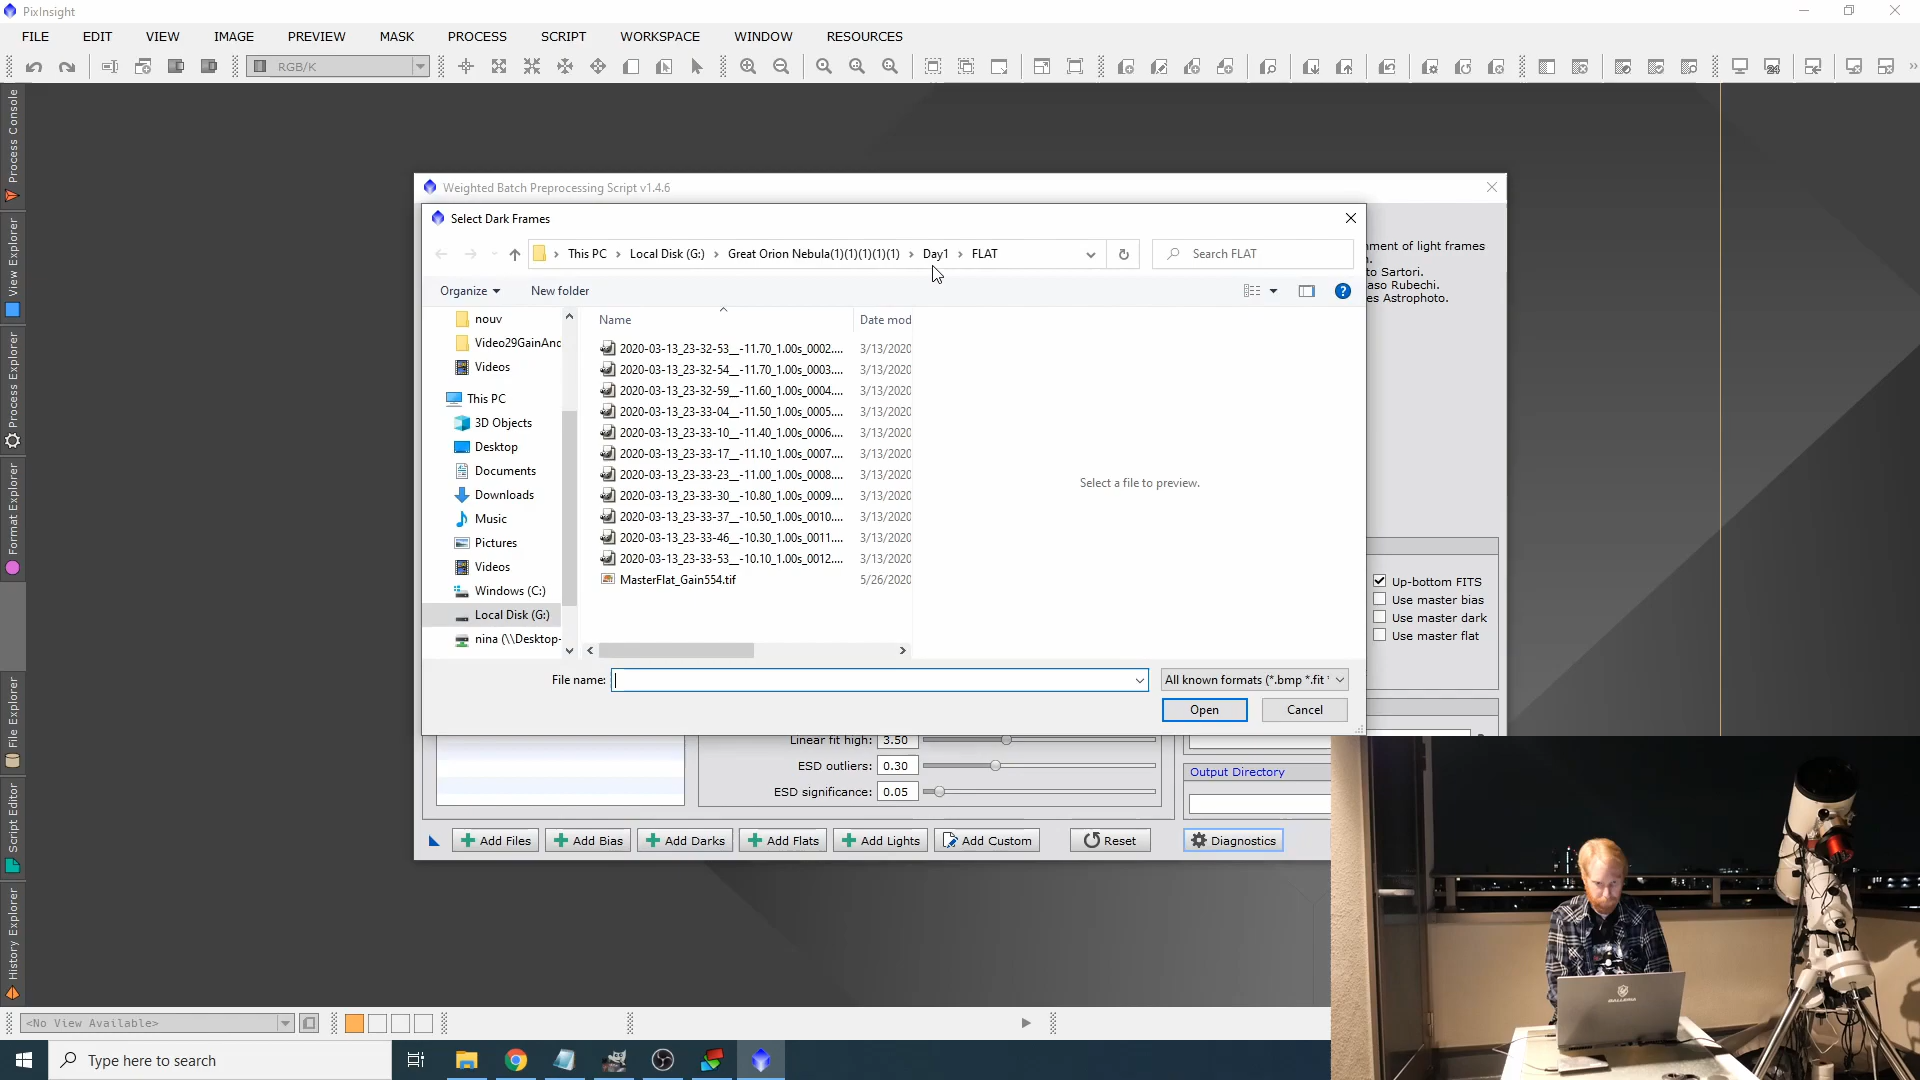 PixInsight
FILE EDIT VIEW IMAGE PREVIEW MASK PROCESS SCRIPT WORKSPACE WINDOW RESOURCES
RGB/K
Process Console
View Explorer
Process Explorer
Format Explorer
File Explorer
Script Editor
History Explorer
Weighted Batch Preprocessing Script v1.4.6
Select Dark Frames
This PC Local Disk (G:) Great Orion Nebula(1)(1)(1)(1)(1) Day1 FLAT
Search FLAT
Organize New folder
nouv
Video29GainAnd
Videos
This PC
3D Objects
Desktop
Documents
Downloads
Music
Pictures
Videos
Windows (C:)
Local Disk (G:)
nina (\\Desktop-
Name Date mod
2020-03-13_23-32-53__-11.70_1.00s_0002.... 3/13/2020
2020-03-13_23-32-54__-11.70_1.00s_0003.... 3/13/2020
2020-03-13_23-32-59__-11.60_1.00s_0004.... 3/13/2020
2020-03-13_23-33-04__-11.50_1.00s_0005.... 3/13/2020
2020-03-13_23-33-10__-11.40_1.00s_0006.... 3/13/2020
2020-03-13_23-33-17__-11.10_1.00s_0007.... 3/13/2020
2020-03-13_23-33-23__-11.00_1.00s_0008.... 3/13/2020
2020-03-13_23-33-30__-10.80_1.00s_0009.... 3/13/2020
2020-03-13_23-33-37__-10.50_1.00s_0010.... 3/13/2020
2020-03-13_23-33-46__-10.30_1.00s_0011.... 3/13/2020
2020-03-13_23-33-53__-10.10_1.00s_0012.... 3/13/2020
MasterFlat_Gain554.tif 5/26/2020
Select a file to preview.
File name:
All known formats (*.bmp *.fit *
Open Cancel
nment of light frames
to Sartori.
aso Rubechi.
es Astrophoto.
Up-bottom FITS
Use master bias
Use master dark
Use master flat
Linear fit high: 3.50
ESD outliers: 0.30
ESD significance: 0.05
Output Directory
Add Files Add Bias Add Darks Add Flats Add Lights Add Custom Reset Diagnostics
<No View Available>
Type here to search